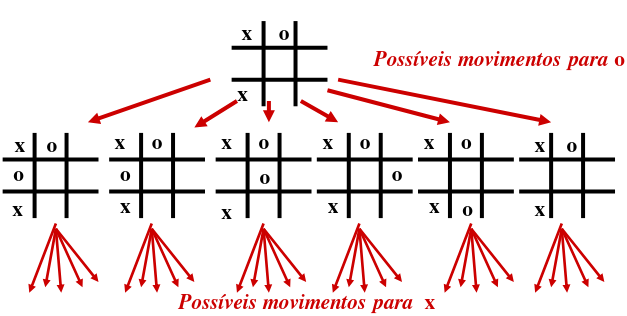 x o
Possíveis movimentos para o
x
x o x o x o x o x o x o
o o o o
x x x x x o x
Possíveis movimentos para x